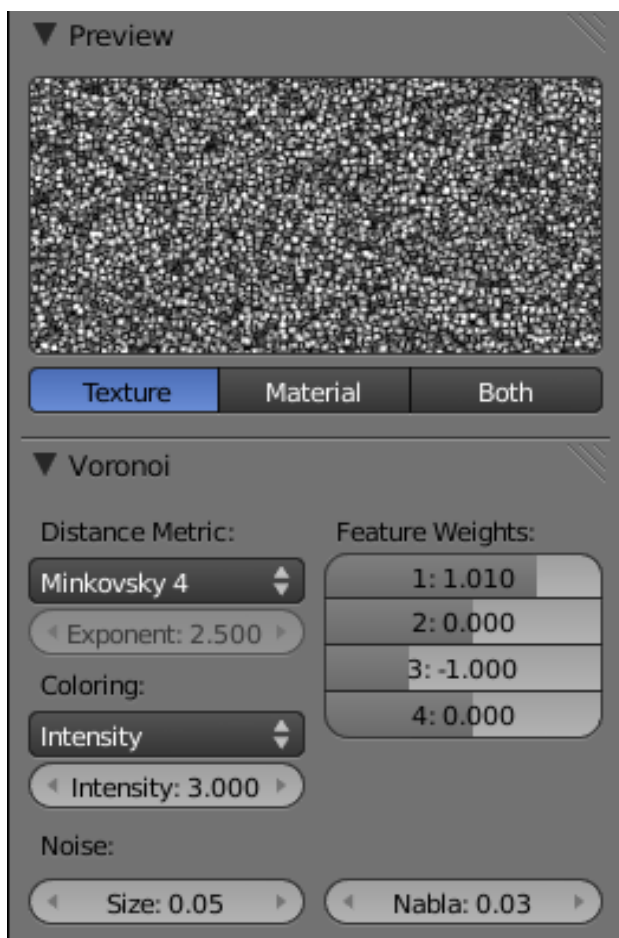 Preview
Texture Material Both
Voronoi
Distance Metric: Feature Weights:
Minkovsky 4 1: 1.010
Exponent: 2.500 2: 0.000
Coloring: 3: -1.000
Intensity 4: 0.000
Intensity: 3.000
Noise:
Size: 0.05 Nabla: 0.03